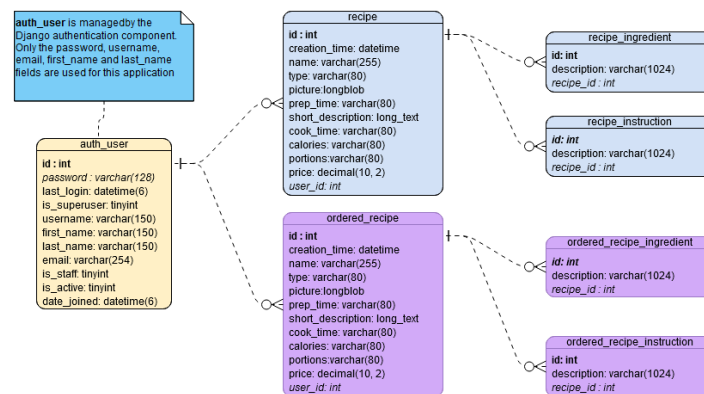 auth_user is managedby the
Django authentication component.
Only the password, username,
email, first_name and last_name
fields are used for this application
auth_user
id : int
password : varchar(128)
last_login: datetime(6)
is_superuser: tinyint
username: varchar(150)
first_name: varchar(150)
last_name: varchar(150)
email: varchar(254)
is_staff: tinyint
is_active: tinyint
date_joined: datetime(6)
recipe
id : int
creation_time: datetime
name: varchar(255)
type: varchar(80)
picture:longblob
prep_time: varchar(80)
short_description: long_text
cook_time: varchar(80)
calories: varchar(80)
portions:varchar(80)
price: decimal(10, 2)
user_id: int
ordered_recipe
id : int
creation_time: datetime
name: varchar(255)
type: varchar(80)
picture:longblob
prep_time: varchar(80)
short_description: long_text
cook_time: varchar(80)
calories: varchar(80)
portions:varchar(80)
price: decimal(10, 2)
user_id: int
recipe_ingredient
id: int
description: varchar(1024)
recipe_id : int
recipe_instruction
id: int
description: varchar(1024)
recipe_id : int
ordered_recipe_ingredient
id: int
description: varchar(1024)
recipe_id : int
ordered_recipe_instruction
id: int
description: varchar(1024)
recipe_id : int